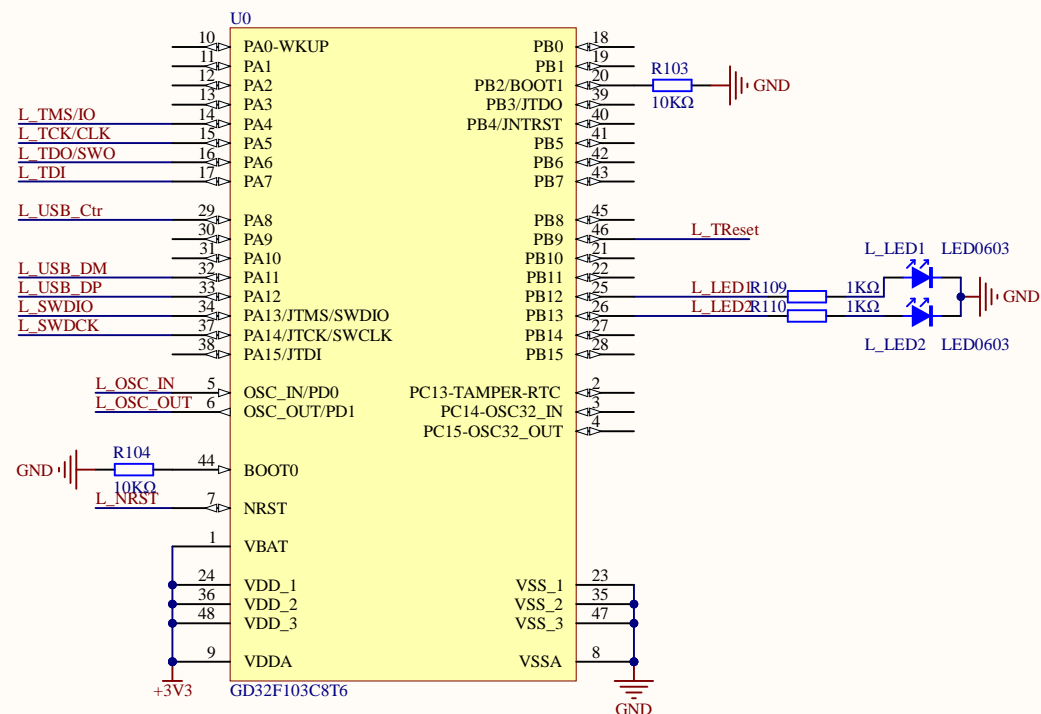 U0
10 PA0-WKUP PB0 18
11 PA1 PB1 19
12 PA2 PB2/BOOT1 20 R103 10KΩ GND
13 PA3 PB3/JTDO 39
L_TMS/IO 14 PA4 PB4/JNTRST 40
L_TCK/CLK 15 PA5 PB5 41
L_TDO/SWO 16 PA6 PB6 42
L_TDI 17 PA7 PB7 43
L_USB_Ctr 29 PA8 PB8 45
30 PA9 PB9 46 L_TReset
31 PA10 PB10 21 L_LED1 LED0603
L_USB_DM 32 PA11 PB11 22
L_USB_DP 33 PA12 PB12 25 L_LED1 R109 1KΩ GND
L_SWDIO 34 PA13/JTMS/SWDIO PB13 26 L_LED2 R110 1KΩ
L_SWDCK 37 PA14/JTCK/SWCLK PB14 27 L_LED2 LED0603
38 PA15/JTDI PB15 28
L_OSC_IN 5 OSC_IN/PD0 PC13-TAMPER-RTC 2
L_OSC_OUT 6 OSC_OUT/PD1 PC14-OSC32_IN 3
PC15-OSC32_OUT 4
R104
GND 44 BOOT0
10KΩ
L_NRST 7 NRST
1 VBAT
24 VDD_1 VSS_1 23
36 VDD_2 VSS_2 35
48 VDD_3 VSS_3 47
9 VDDA VSSA 8
+3V3 GD32F103C8T6
GND